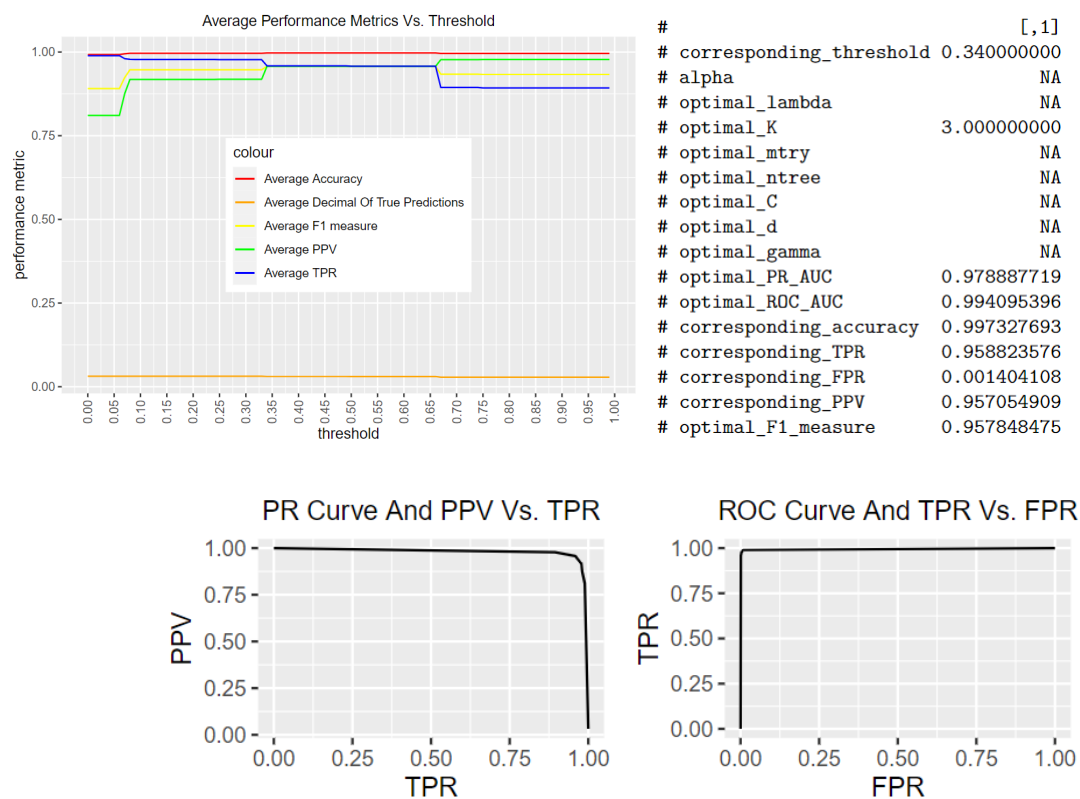 Average Performance Metrics Vs. Threshold
performance metric
1.00
0.75
0.50
0.25
0.00
colour
Average Accuracy
Average Decimal Of True Predictions
Average F1 measure
Average PPV
Average TPR
0.00 0.05 0.10 0.15 0.20 0.25 0.30 0.35 0.40 0.45 0.50 0.55 0.60 0.65 0.70 0.75 0.80 0.85 0.90 0.95 1.00
threshold
# [,1]
# corresponding_threshold 0.340000000
# alpha NA
# optimal_lambda NA
# optimal_K 3.000000000
# optimal_mtry NA
# optimal_ntree NA
# optimal_C NA
# optimal_d NA
# optimal_gamma NA
# optimal_PR_AUC 0.978887719
# optimal_ROC_AUC 0.994095396
# corresponding_accuracy 0.997327693
# corresponding_TPR 0.958823576
# corresponding_FPR 0.001404108
# corresponding_PPV 0.957054909
# optimal_F1_measure 0.957848475
PR Curve And PPV Vs. TPR
PPV
1.00
0.75
0.50
0.25
0.00
0.00 0.25 0.50 0.75 1.00
TPR
ROC Curve And TPR Vs. FPR
TPR
1.00
0.75
0.50
0.25
0.00
0.00 0.25 0.50 0.75 1.00
FPR